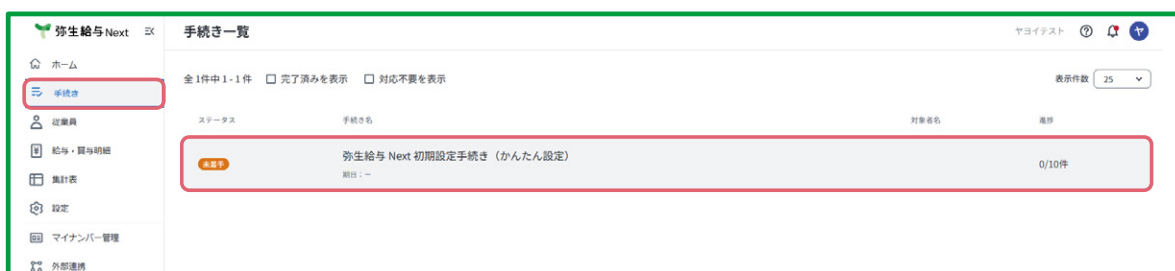 弥生給与 Next
手続き一覧
ヤヨイテスト
ヤ
ホーム
手続き
従業員
給与・賞与明細
集計表
設定
マイナンバー管理
外部連携
全1件中 1 - 1 件 完了済みを表示 対応不要を表示
表示件数 25
ステータス 手続き名 対象者名 進捗
未着手 弥生給与 Next 初期設定手続き（かんたん設定） 0/10件
期日：ー